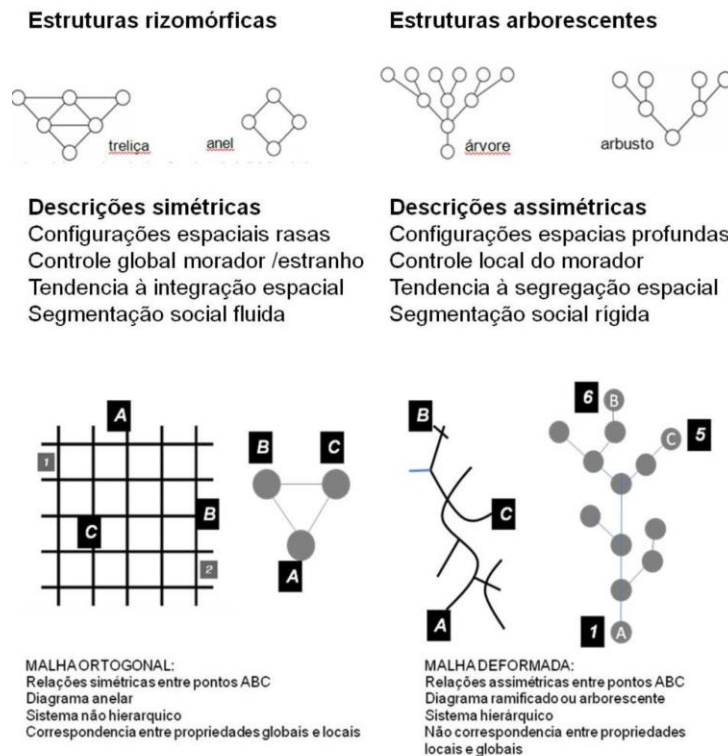 Estruturas rizomórficas
Estruturas arborescentes
treliça
anel
árvore
arbusto
Descrições simétricas
Configurações espaciais rasas
Controle global morador /estranho
Tendencia à integração espacial
Segmentação social fluida
Descrições assimétricas
Configurações espacias profundas
Controle local do morador
Tendência à segregação espacial
Segmentação social rígida
A
1
C
B
2
B
C
A
B
C
A
6
B
C
5
1
A
MALHA ORTOGONAL:
Relações simétricas entre pontos ABC
Diagrama anelar
Sistema não hierarquico
Correspondencia entre propriedades globais e locais
MALHA DEFORMADA:
Relações assimétricas entre pontos ABC
Diagrama ramificado ou arborescente
Sistema hierárquico
Não correspondencia entre propriedades
locais e globais